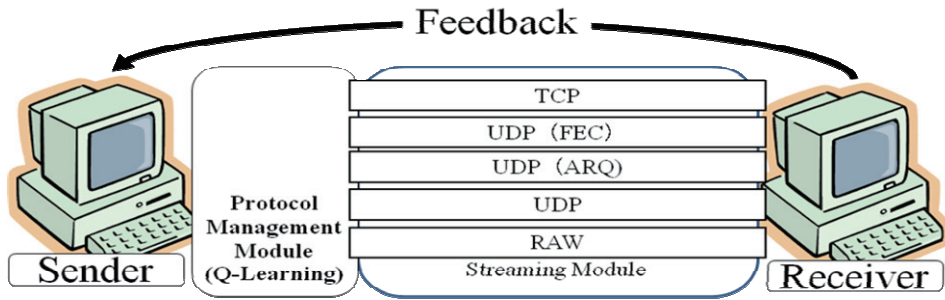 Feedback
TCP
UDP（FEC）
UDP（ARQ）
UDP
RAW
Streaming Module
Protocol
Management
Module
(Q-Learning)
Sender
Receiver